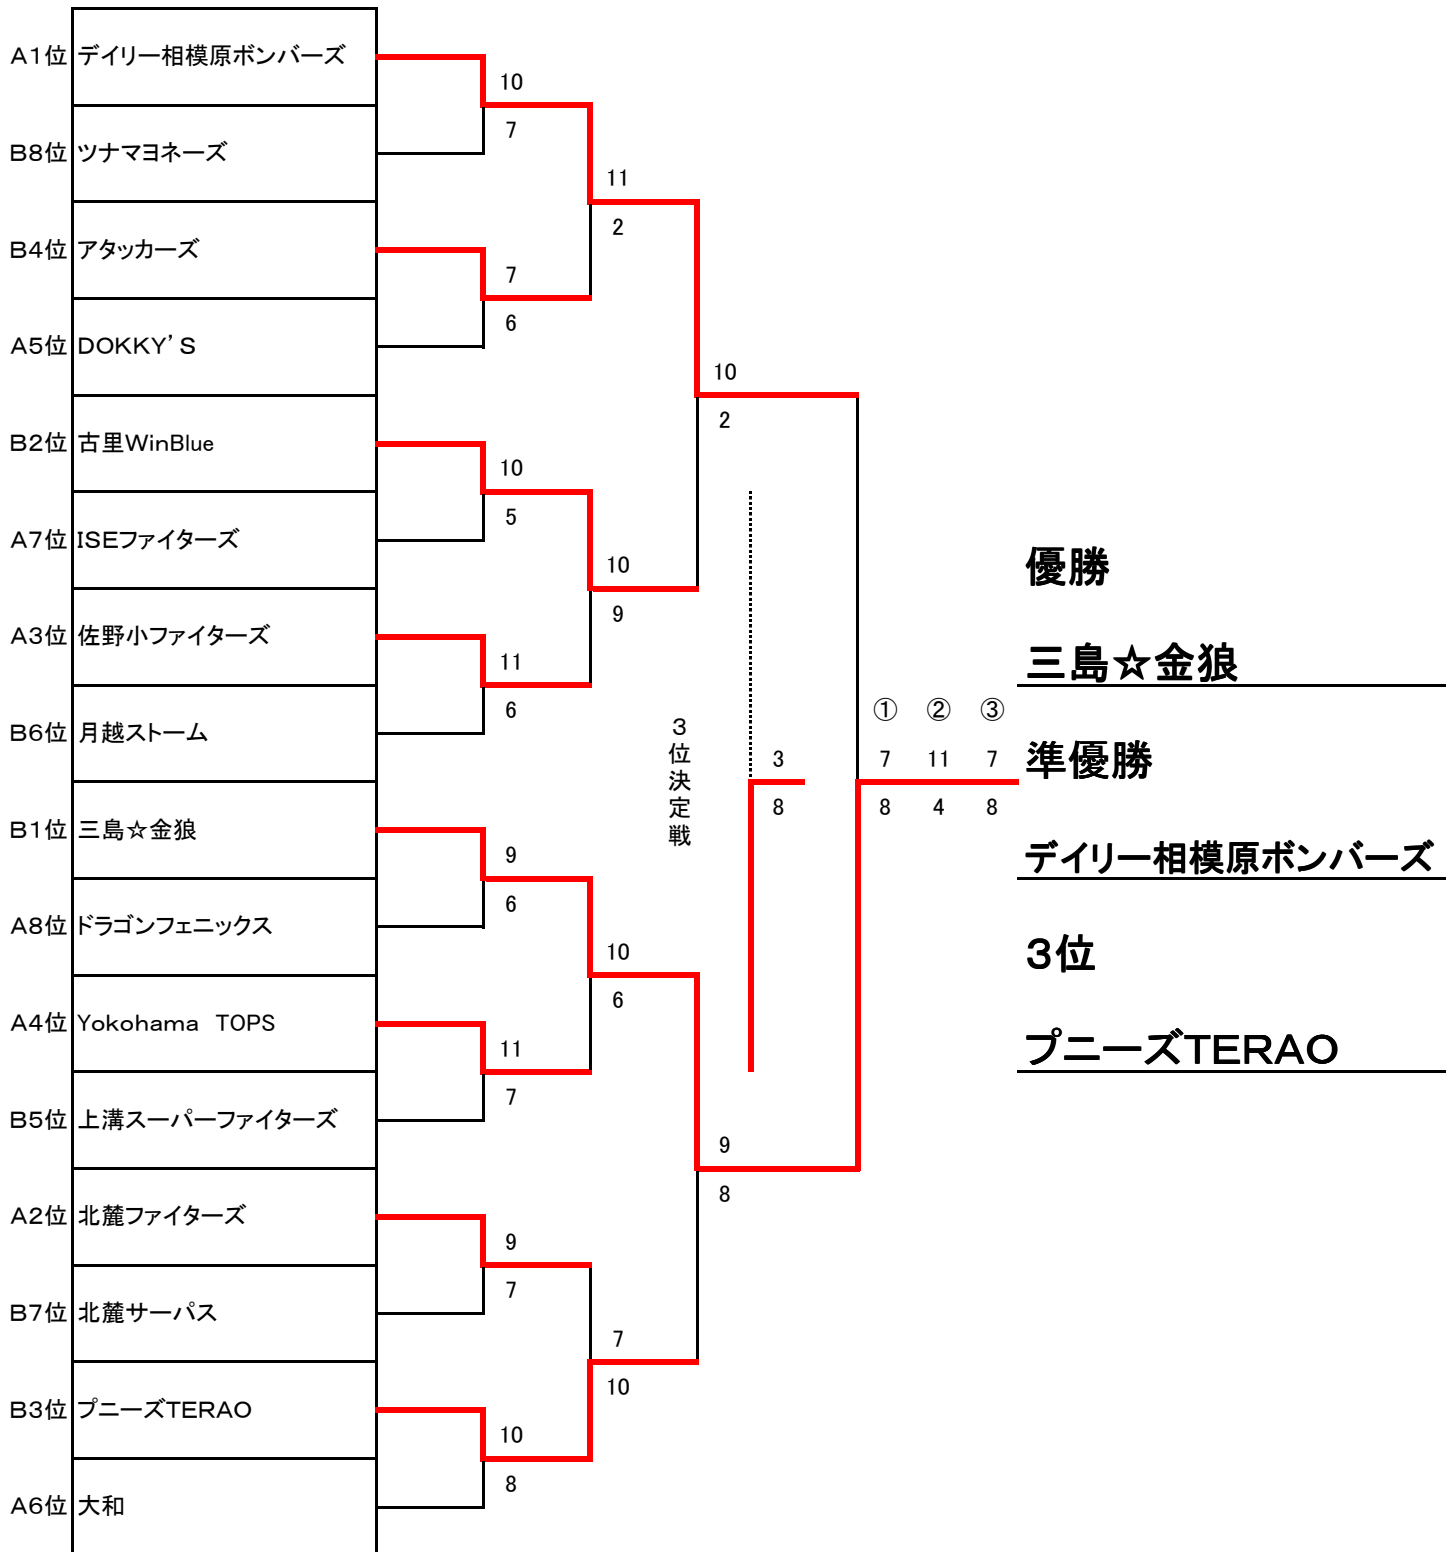 A1位 デイリー相模原ボンバーズ
10
7
B8位 ツナマヨネーズ
11
2
B4位 アタッカーズ
7
6
A5位 DOKKY'S
10
2
B2位 古里WinBlue
10
5
A7位 ISEファイターズ
10
9
A3位 佐野小ファイターズ
11
6
B6位 月越ストーム
3位決定戦
3
8
① ② ③
7 11 7
8 4 8
B1位 三島☆金狼
9
6
A8位 ドラゴンフェニックス
10
6
A4位 Yokohama TOPS
11
7
B5位 上溝スーパーファイターズ
9
8
A2位 北麓ファイターズ
9
7
B7位 北麓サーパス
7
10
B3位 プニーズTERAO
10
8
A6位 大和
優勝
三島☆金狼
準優勝
デイリー相模原ボンバーズ
3位
プニーズTERAO